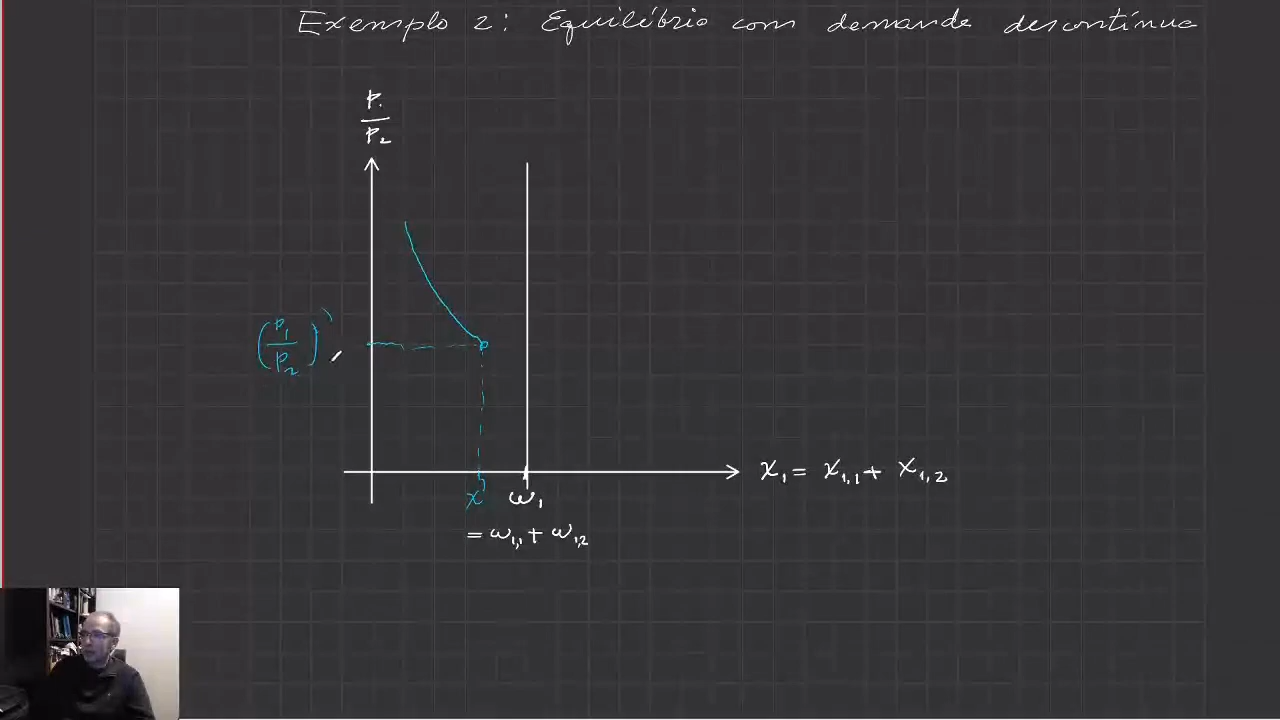 Exemplo 2: Equilíbrio com demanda descontínua
p₁
p₂
(p₁/p₂)'
x₁ = x₁,₁ + x₁,₂
x' ω₁
= ω₁,₁ + ω₁,₂